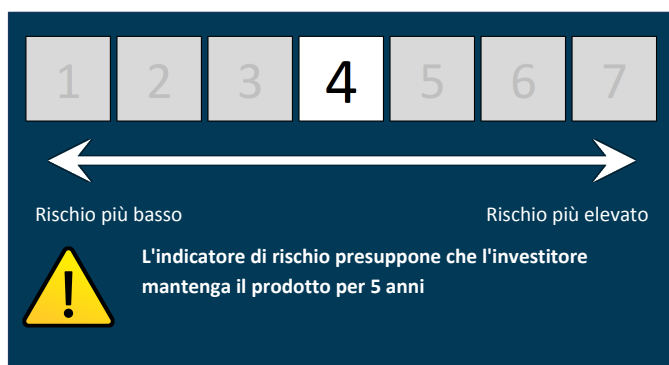 1 2 3 4 5 6 7
Rischio più basso Rischio più elevato
L'indicatore di rischio presuppone che l'investitore
mantenga il prodotto per 5 anni